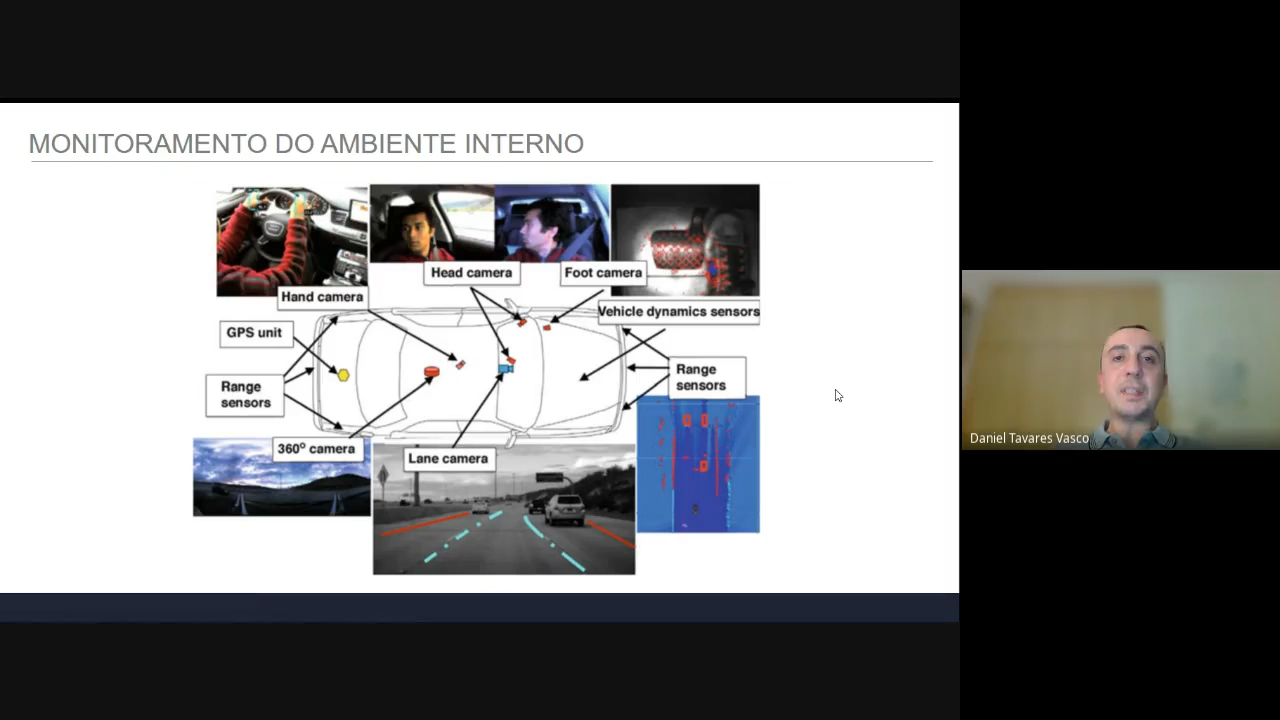 MONITORAMENTO DO AMBIENTE INTERNO
Head camera
Foot camera
Hand camera
Vehicle dynamics sensors
GPS unit
Range
sensors
Range
sensors
360° camera
Lane camera
Daniel Tavares Vasco